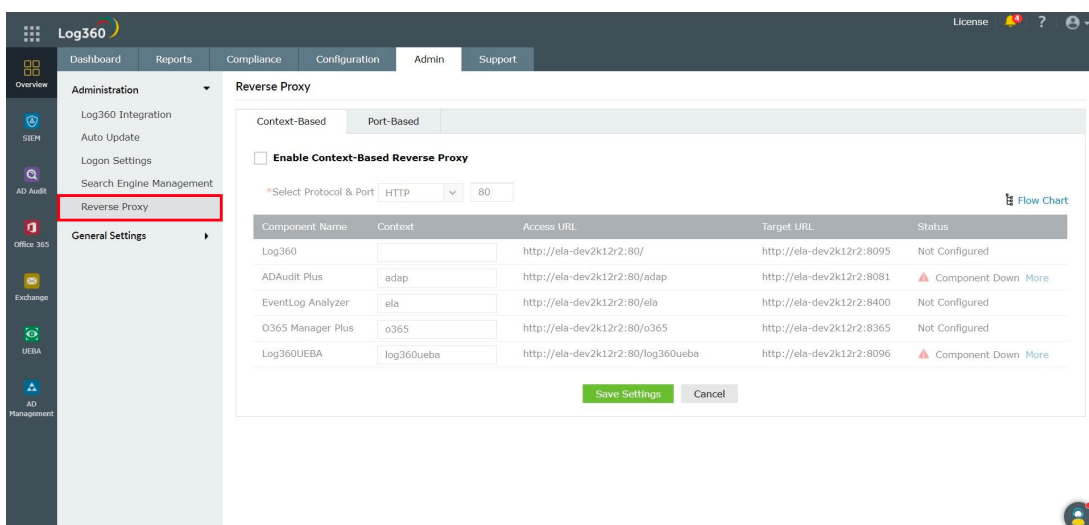 Log360
License 4 ?
Dashboard Reports Compliance Configuration Admin Support
Overview
SIEM
AD Audit
Office 365
Exchange
UEBA
AD
Management
Administration
Log360 Integration
Auto Update
Logon Settings
Search Engine Management
Reverse Proxy
General Settings
Reverse Proxy
Context-Based Port-Based
Enable Context-Based Reverse Proxy
*Select Protocol & Port HTTP 80
Flow Chart
Component Name Context Access URL Target URL Status
Log360 http://ela-dev2k12r2:80/ http://ela-dev2k12r2:8095 Not Configured
ADAudit Plus adap http://ela-dev2k12r2:80/adap http://ela-dev2k12r2:8081 Component Down More
EventLog Analyzer ela http://ela-dev2k12r2:80/ela http://ela-dev2k12r2:8400 Not Configured
O365 Manager Plus o365 http://ela-dev2k12r2:80/o365 http://ela-dev2k12r2:8365 Not Configured
Log360UEBA log360ueba http://ela-dev2k12r2:80/log360ueba http://ela-dev2k12r2:8096 Component Down More
Save Settings Cancel